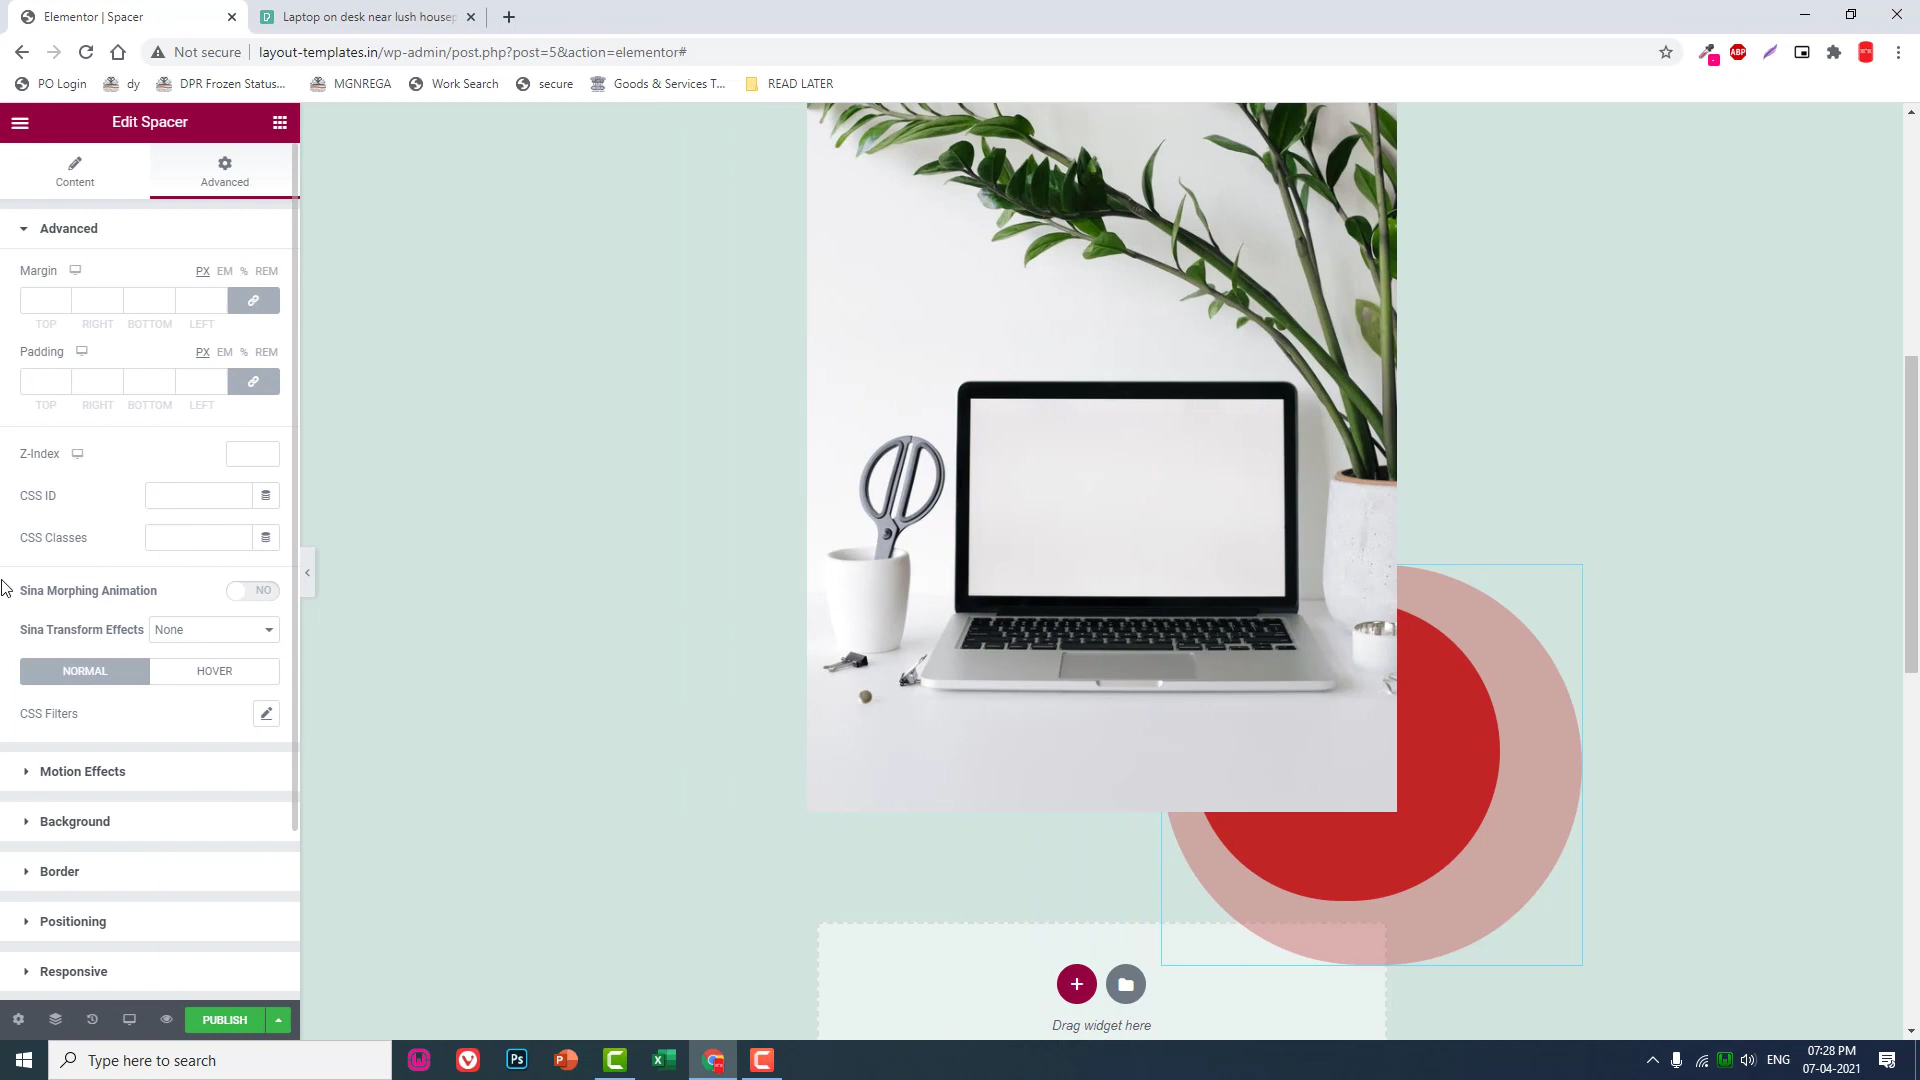 Elementor | Spacer
Laptop on desk near lush housep
Not secure
layout-templates.in/wp-admin/post.php?post=5&action=elementor#
ABP
PO Login
dy
DPR Frozen Status...
MGNREGA
Work Search
secure
Goods & Services T...
READ LATER
Edit Spacer
Content
Advanced
Advanced
Margin
PX EM % REM
TOP RIGHT BOTTOM LEFT
Padding
PX EM % REM
TOP RIGHT BOTTOM LEFT
Z-Index
CSS ID
CSS Classes
Sina Morphing Animation
NO
Sina Transform Effects
None
NORMAL
HOVER
CSS Filters
Motion Effects
Background
Border
Positioning
Responsive
PUBLISH
Drag widget here
Type here to search
Ps
ENG
07:28 PM
07-04-2021